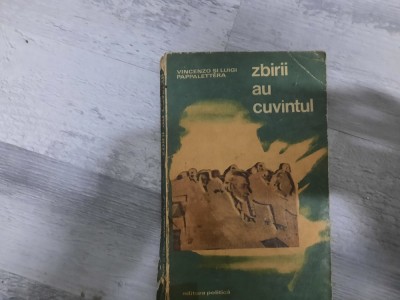 VINCENZO ȘI LUIGI
PAPPALETTERA
zbirii
au
cuvîntul
editura politică